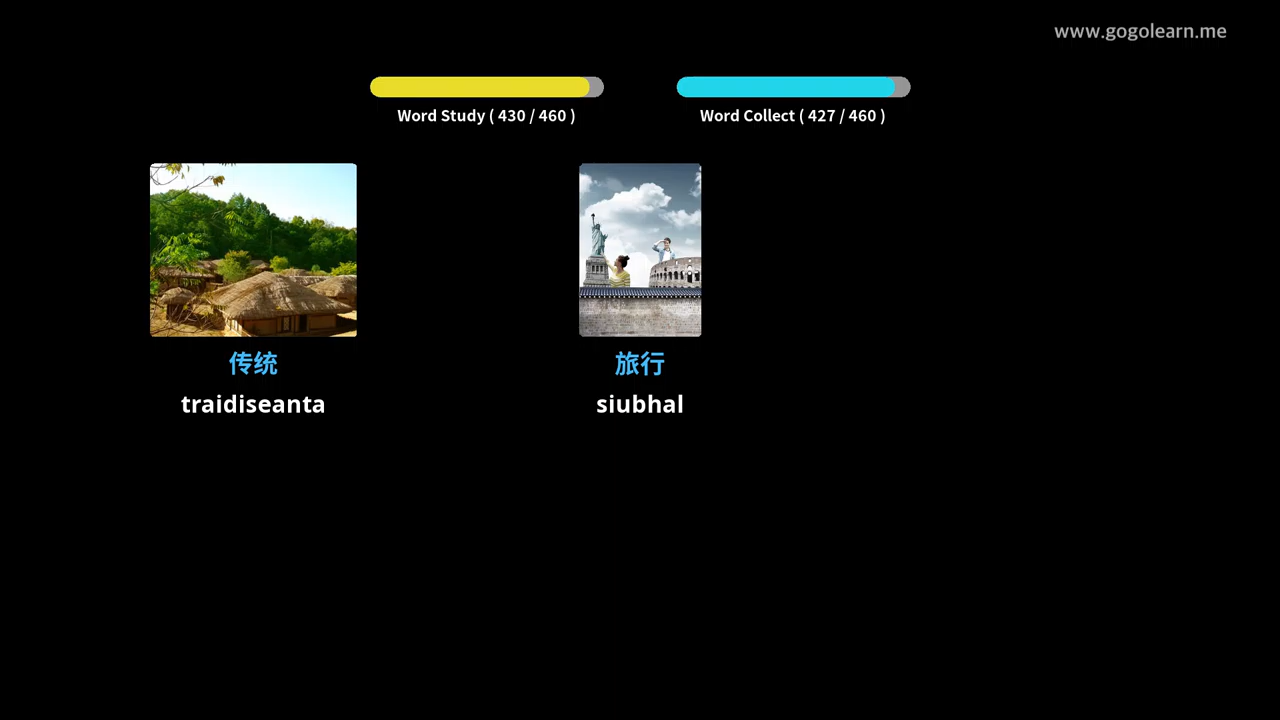 www.gogolearn.me
Word Study ( 430 / 460 )
Word Collect ( 427 / 460 )
传统
traidiseanta
旅行
siubhal